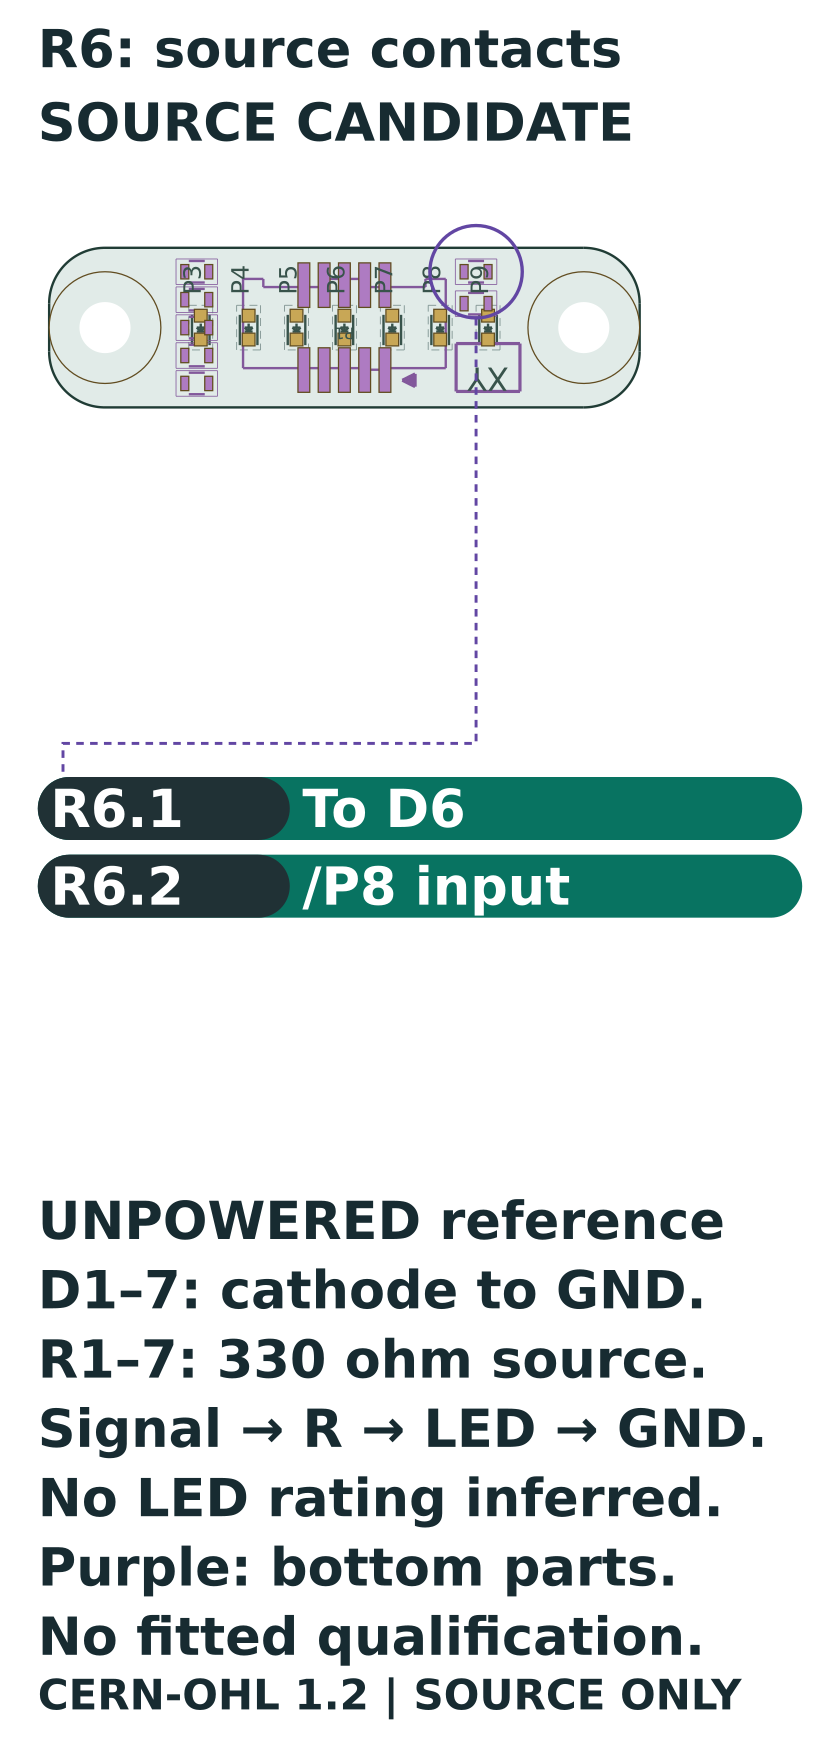 R6: source contacts
SOURCE CANDIDATE
P3 P4 P5 P6 P7 P8 P9
XY
R6.1 To D6
R6.2 /P8 input
UNPOWERED reference
D1–7: cathode to GND.
R1–7: 330 ohm source.
Signal → R → LED → GND.
No LED rating inferred.
Purple: bottom parts.
No fitted qualification.
CERN-OHL 1.2 | SOURCE ONLY